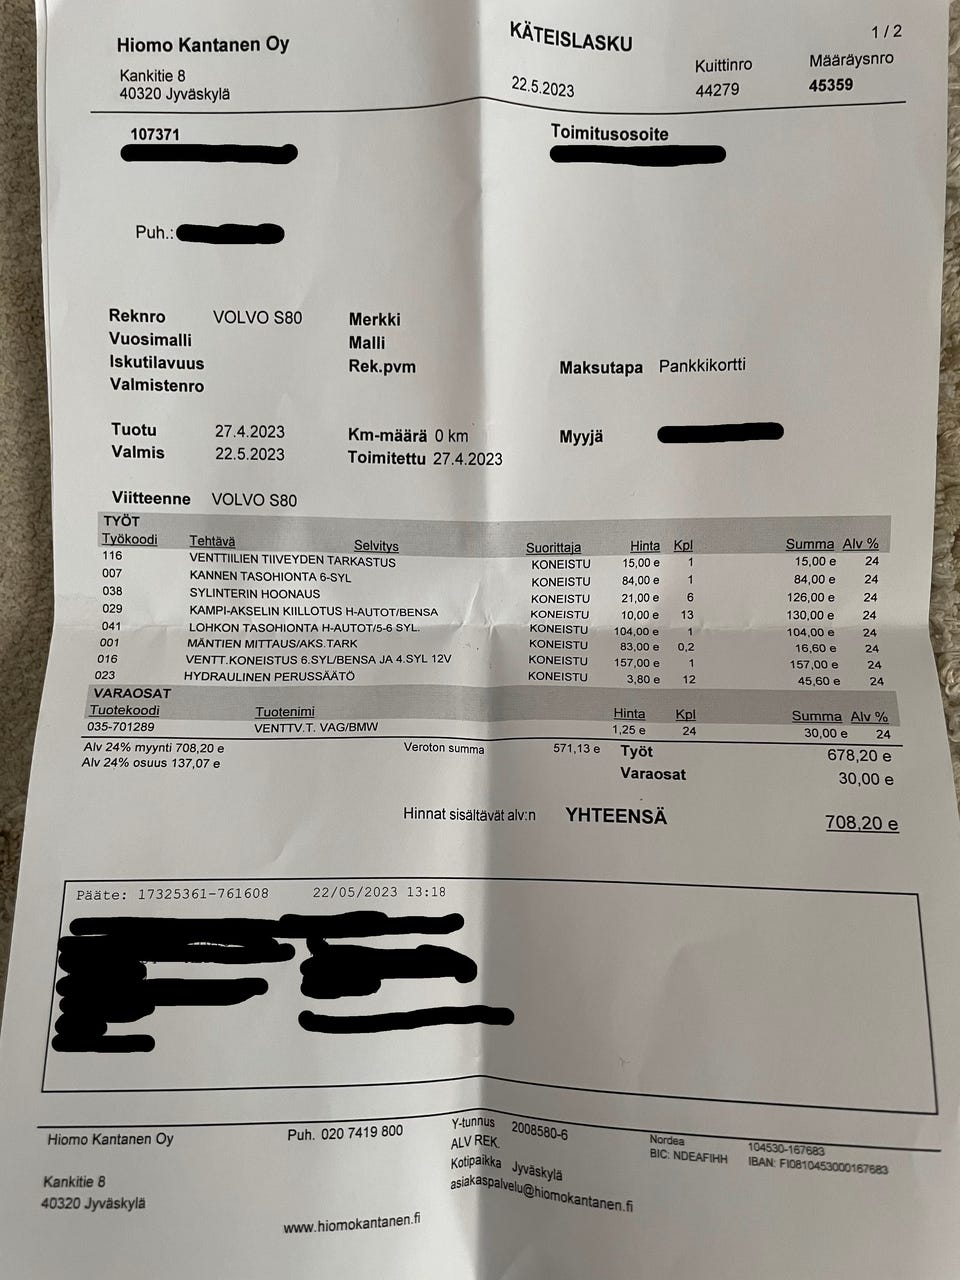 Hiomo Kantanen Oy
KÄTEISLASKU
1 / 2
Kankitie 8
40320 Jyväskylä
22.5.2023
Kuittinro
44279
Määräysnro
45359
107371
Toimitusosoite
Puh.:
Reknro VOLVO S80 Merkki
Vuosimalli Malli
Iskutilavuus Rek.pvm Maksutapa Pankkikortti
Valmistenro
Tuotu 27.4.2023 Km-määrä 0 km Myyjä
Valmis 22.5.2023 Toimitettu 27.4.2023
Viitteenne VOLVO S80
TYÖT
Työkoodi Tehtävä Selvitys Suorittaja Hinta Kpl Summa Alv %
116 VENTTIILIEN TIIVEYDEN TARKASTUS KONEISTU 15,00 e 1 15,00 e 24
007 KANNEN TASOHIONTA 6-SYL KONEISTU 84,00 e 1 84,00 e 24
038 SYLINTERIN HOONAUS KONEISTU 21,00 e 6 126,00 e 24
029 KAMPI-AKSELIN KIILLOTUS H-AUTOT/BENSA KONEISTU 10,00 e 13 130,00 e 24
041 LOHKON TASOHIONTA H-AUTOT/5-6 SYL. KONEISTU 104,00 e 1 104,00 e 24
001 MÄNTIEN MITTAUS/AKS.TARK KONEISTU 83,00 e 0,2 16,60 e 24
016 VENTT.KONEISTUS 6.SYL/BENSA JA 4.SYL 12V KONEISTU 157,00 e 1 157,00 e 24
023 HYDRAULINEN PERUSSÄÄTÖ KONEISTU 3,80 e 12 45,60 e 24
VARAOSAT
Tuotekoodi Tuotenimi Hinta Kpl Summa Alv %
035-701289 VENTTV.T. VAG/BMW 1,25 e 24 30,00 e 24
Alv 24% myynti 708,20 e Veroton summa 571,13 e Työt 678,20 e
Alv 24% osuus 137,07 e Varaosat 30,00 e
Hinnat sisältävät alv:n YHTEENSÄ 708,20 e
Pääte: 17325361-761608 22/05/2023 13:18
Hiomo Kantanen Oy
Kankitie 8
40320 Jyväskylä
Puh. 020 7419 800
www.hiomokantanen.fi
Y-tunnus 2008580-6
ALV REK.
Kotipaikka Jyväskylä
asiakaspalvelu@hiomokantanen.fi
Nordea 104530-167683
BIC: NDEAFIHH IBAN: FI0810453000167683